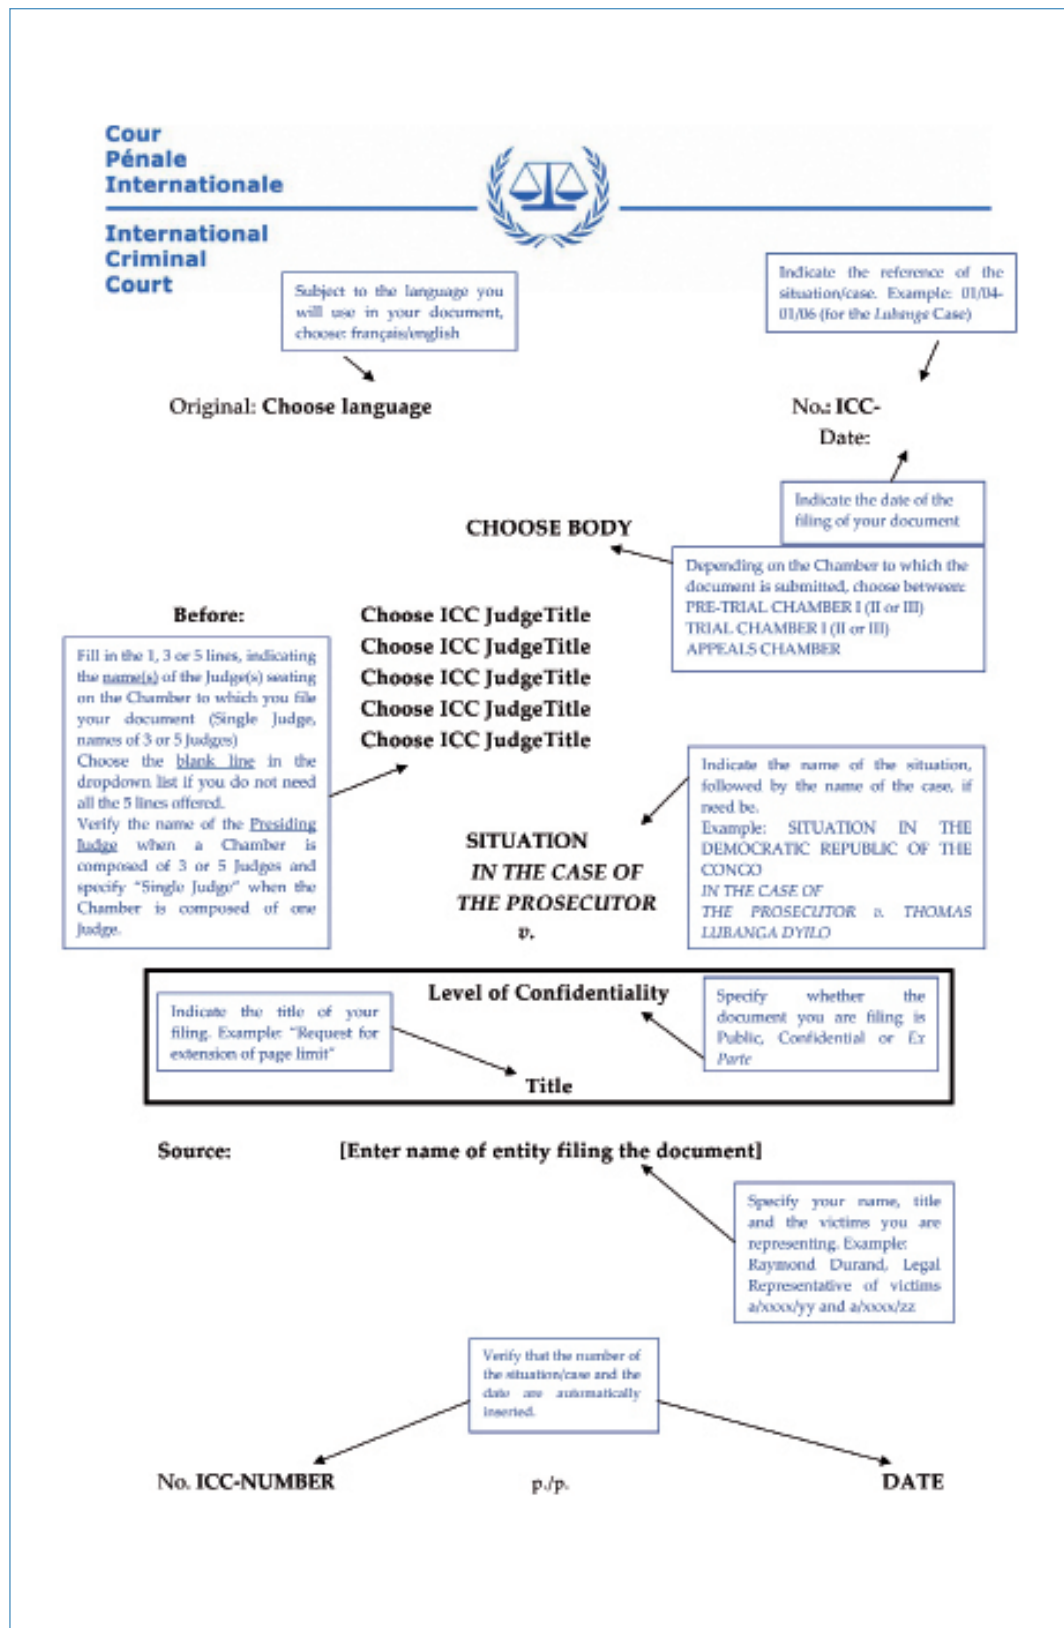 Cour
Pénale
Internationale
International
Criminal
Court
Subject to the language you
will use in your document,
choose: français/english
Indicate the reference of the
situation/case. Example: 01/04-
01/06 (for the Lubanga Case)
Original: Choose language
No.: ICC-
Date:
Indicate the date of the
filing of your document
CHOOSE BODY
Depending on the Chamber to which the
document is submitted, choose between:
PRE-TRIAL CHAMBER I (II or III)
TRIAL CHAMBER I (II or III)
APPEALS CHAMBER
Before:
Choose ICC JudgeTitle
Choose ICC JudgeTitle
Choose ICC JudgeTitle
Choose ICC JudgeTitle
Choose ICC JudgeTitle
Fill in the 1, 3 or 5 lines, indicating
the name(s) of the Judge(s) seating
on the Chamber to which you file
your document (Single Judge,
names of 3 or 5 Judges)
Choose the blank line in the
dropdown list if you do not need
all the 5 lines offered.
Verify the name of the Presiding
Judge when a Chamber is
composed of 3 or 5 Judges and
specify “Single Judge” when the
Chamber is composed of one
Judge.
Indicate the name of the situation,
followed by the name of the case, if
need be.
Example: SITUATION IN THE
DEMOCRATIC REPUBLIC OF THE
CONGO
IN THE CASE OF
THE PROSECUTOR v. THOMAS
LUBANGA DYILO
SITUATION
IN THE CASE OF
THE PROSECUTOR
v.
Level of Confidentiality
Indicate the title of your
filing. Example: “Request for
extension of page limit”
Specify whether the
document you are filing is
Public, Confidential or Ex
Parte
Title
Source:
[Enter name of entity filing the document]
Specify your name, title
and the victims you are
representing. Example:
Raymond Durand, Legal
Representative of victims
a/xxxx/yy and a/xxxx/zz
Verify that the number of
the situation/case and the
date are automatically
inserted.
No. ICC-NUMBER
p./p.
DATE